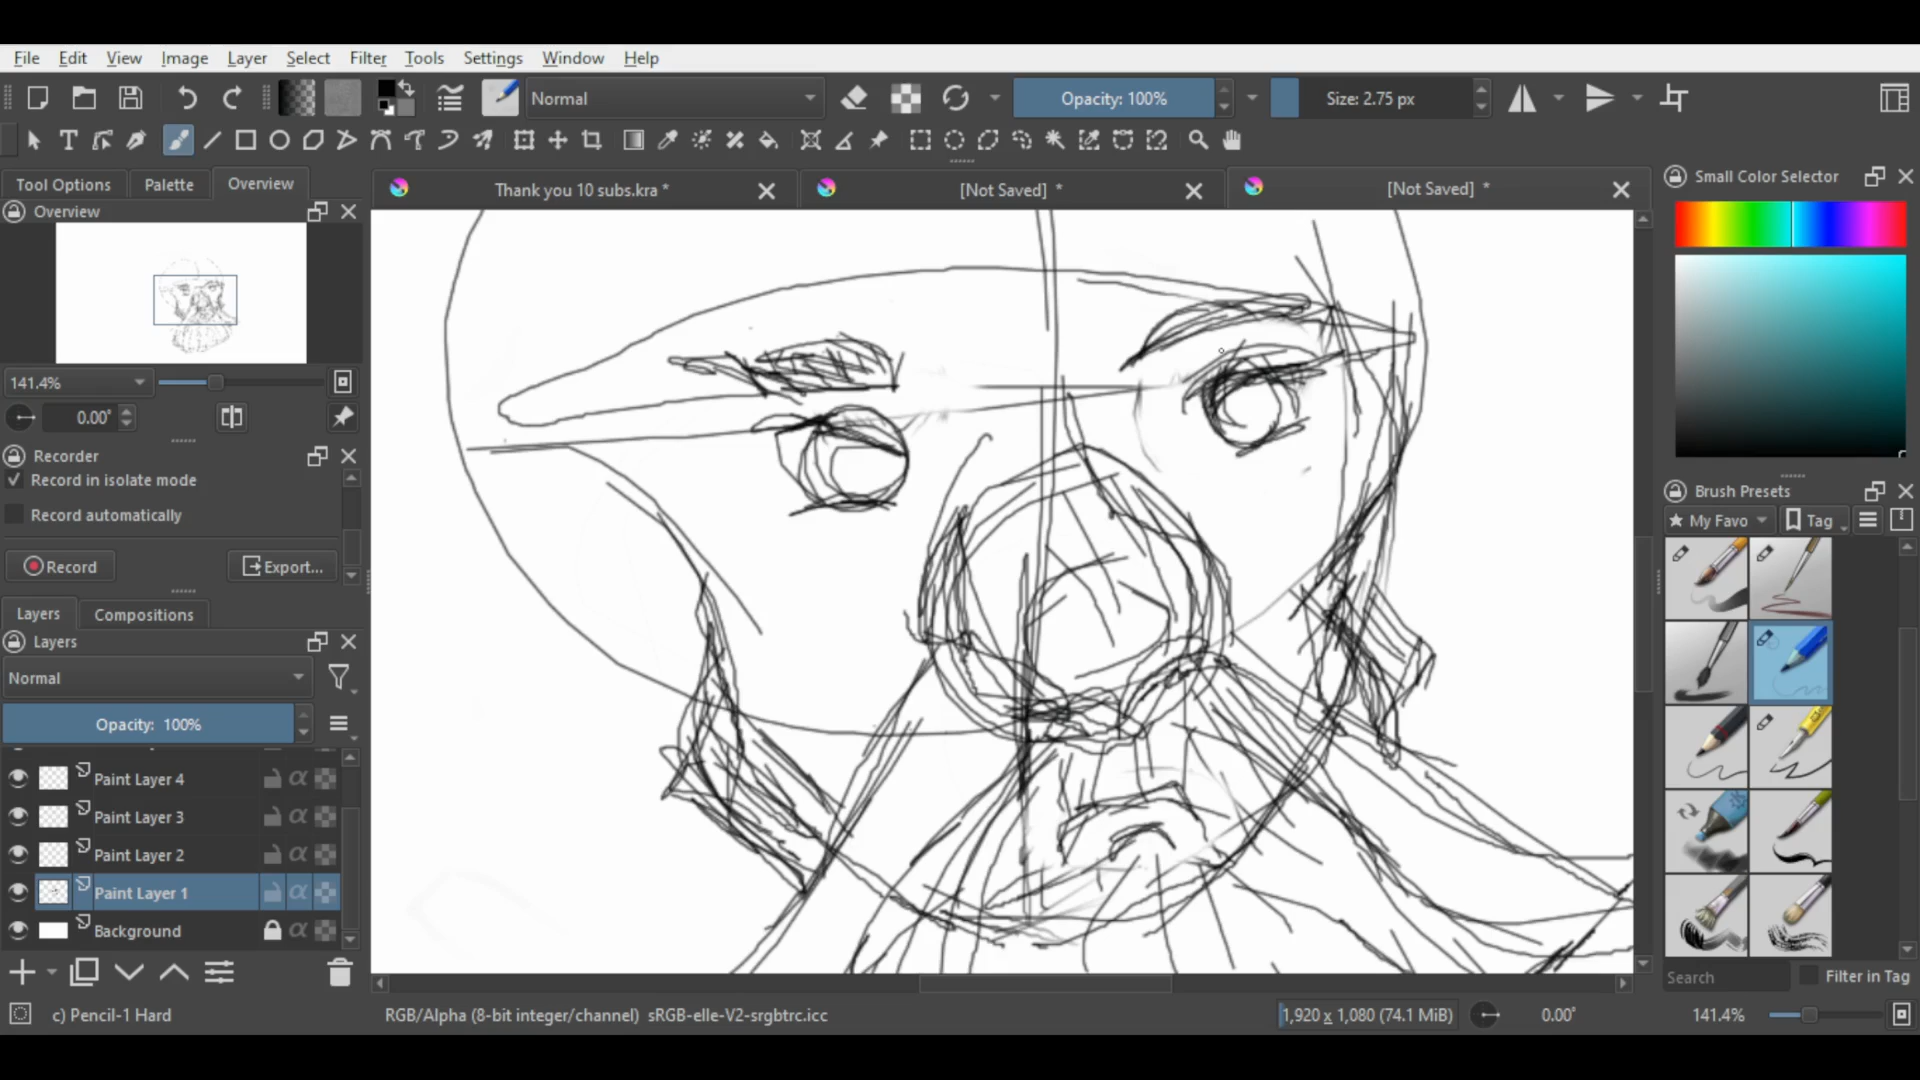 File Edit View Image Layer Select Filter Tools Settings Window Help
Normal Opacity: 100% Size: 2.75 px
Tool Options Palette Overview
Thank you 10 subs.kra * [Not Saved] * [Not Saved] *
Small Color Selector
Overview
141.4%
0.00°
Recorder
Record in isolate mode
Record automatically
Record Export...
Layers Compositions
Layers
Normal
Opacity: 100%
Paint Layer 4
Paint Layer 3
Paint Layer 2
Paint Layer 1
Background
Brush Presets
My Favo Tag
Search Filter in Tag
c) Pencil-1 Hard RGB/Alpha (8-bit integer/channel) sRGB-elle-V2-srgbtrc.icc 1,920 x 1,080 (74.1 MiB) 0.00° 141.4%